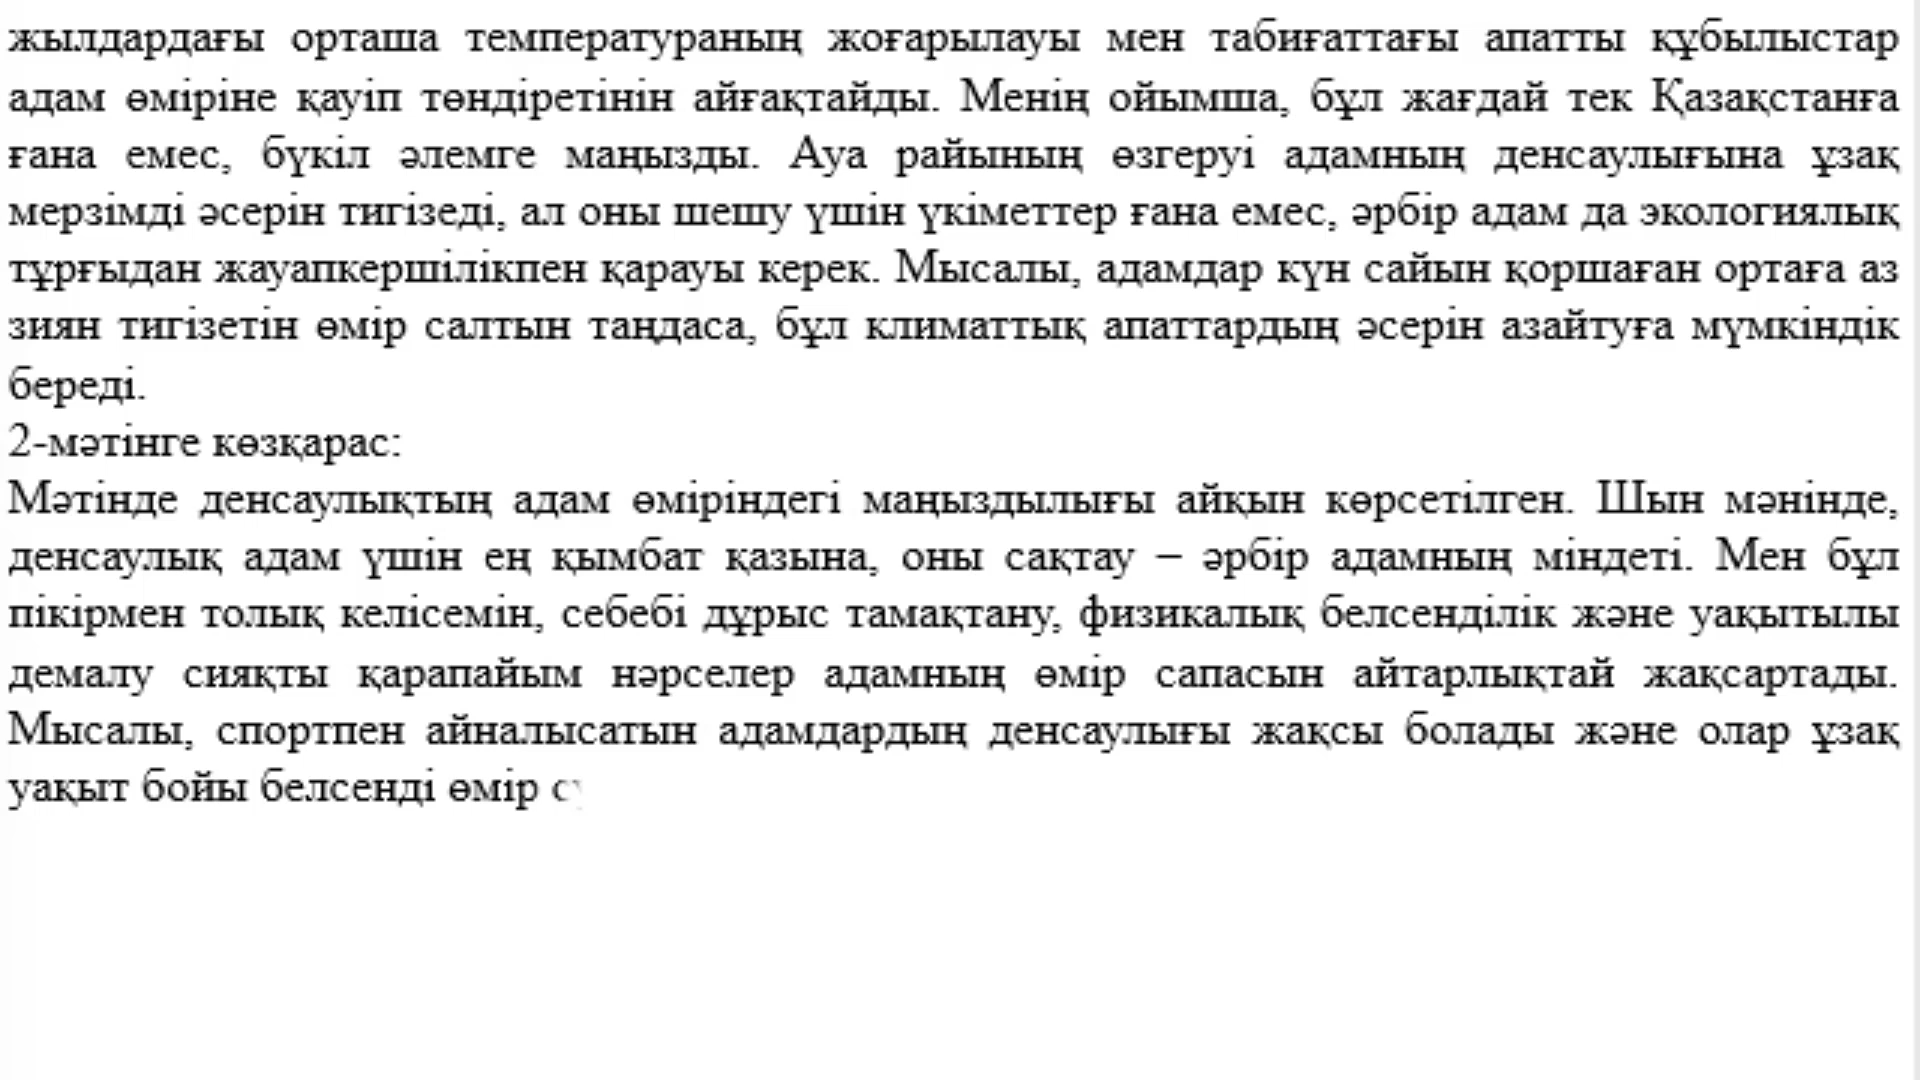 жылдардағы орташа температураның жоғарылауы мен табиғаттағы апатты құбылыстар
адам өміріне қауіп төндіретінін айғақтайды. Менің ойымша, бұл жағдай тек Қазақстанға
ғана емес, бүкіл әлемге маңызды. Ауа райының өзгеруі адамның денсаулығына ұзақ
мерзімді әсерін тигізеді, ал оны шешу үшін үкіметтер ғана емес, әрбір адам да экологиялық
тұрғыдан жауапкершілікпен қарауы керек. Мысалы, адамдар күн сайын қоршаған ортаға аз
зиян тигізетін өмір салтын таңдаса, бұл климаттық апаттардың әсерін азайтуға мүмкіндік
береді.
2-мәтінге көзқарас:
Мәтінде денсаулықтың адам өміріндегі маңыздылығы айқын көрсетілген. Шын мәнінде,
денсаулық адам үшін ең қымбат қазына, оны сақтау – әрбір адамның міндеті. Мен бұл
пікірмен толық келісемін, себебі дұрыс тамақтану, физикалық белсенділік және уақытылы
демалу сияқты қарапайым нәрселер адамның өмір сапасын айтарлықтай жақсартады.
Мысалы, спортпен айналысатын адамдардың денсаулығы жақсы болады және олар ұзақ
уақыт бойы белсенді өмір